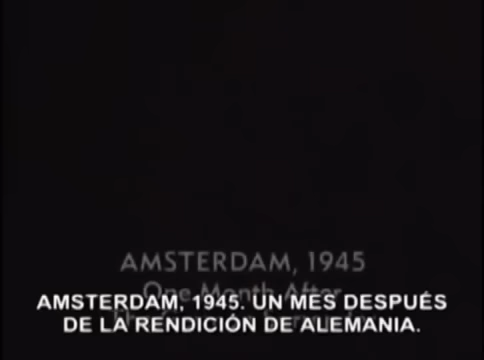 AMSTERDAM, 1945
One Month After
AMSTERDAM, 1945. UN MES DESPUÉS
DE LA RENDICIÓN DE ALEMANIA.